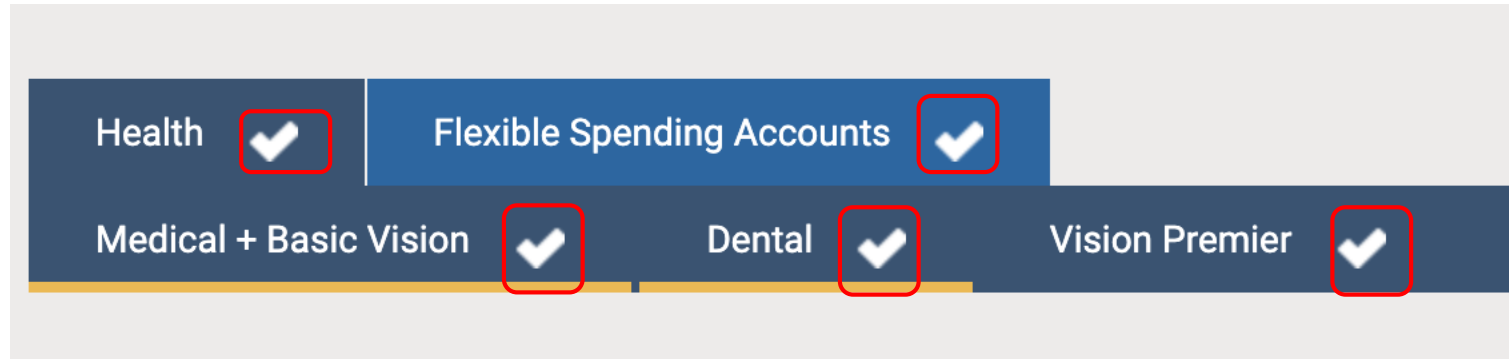 Health Flexible Spending Accounts
Medical + Basic Vision Dental Vision Premier